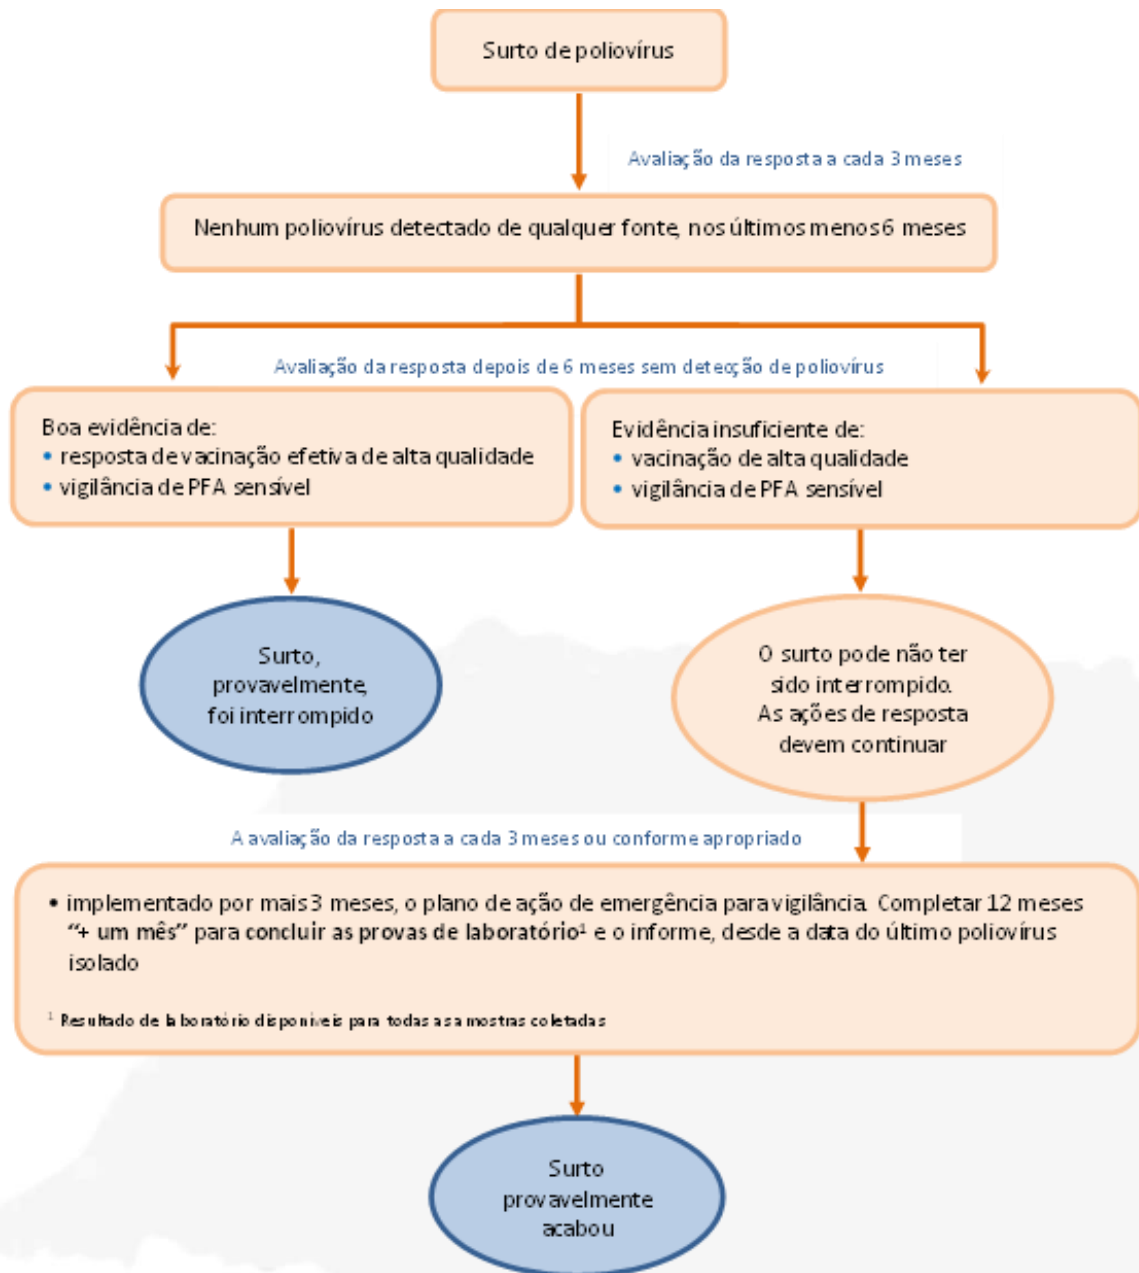 Surto de poliovírus
Avaliação da resposta a cada 3 meses
Nenhum poliovírus detectado de qualquer fonte, nos últimos menos 6 meses
Avaliação da resposta depois de 6 meses sem detecção de poliovírus
Boa evidência de:
• resposta de vacinação efetiva de alta qualidade
• vigilância de PFA sensível
Evidência insuficiente de:
• vacinação de alta qualidade
• vigilância de PFA sensível
Surto,
provavelmente,
foi interrompido
O surto pode não ter
sido interrompido.
As ações de resposta
devem continuar
A avaliação da resposta a cada 3 meses ou conforme apropriado
• implementado por mais 3 meses, o plano de ação de emergência para vigilância. Completar 12 meses
“+ um mês” para concluir as provas de laboratório¹ e o informe, desde a data do último poliovírus
isolado
¹ Resultado de laboratório disponíveis para todas as amostras coletadas
Surto
provavelmente
acabou